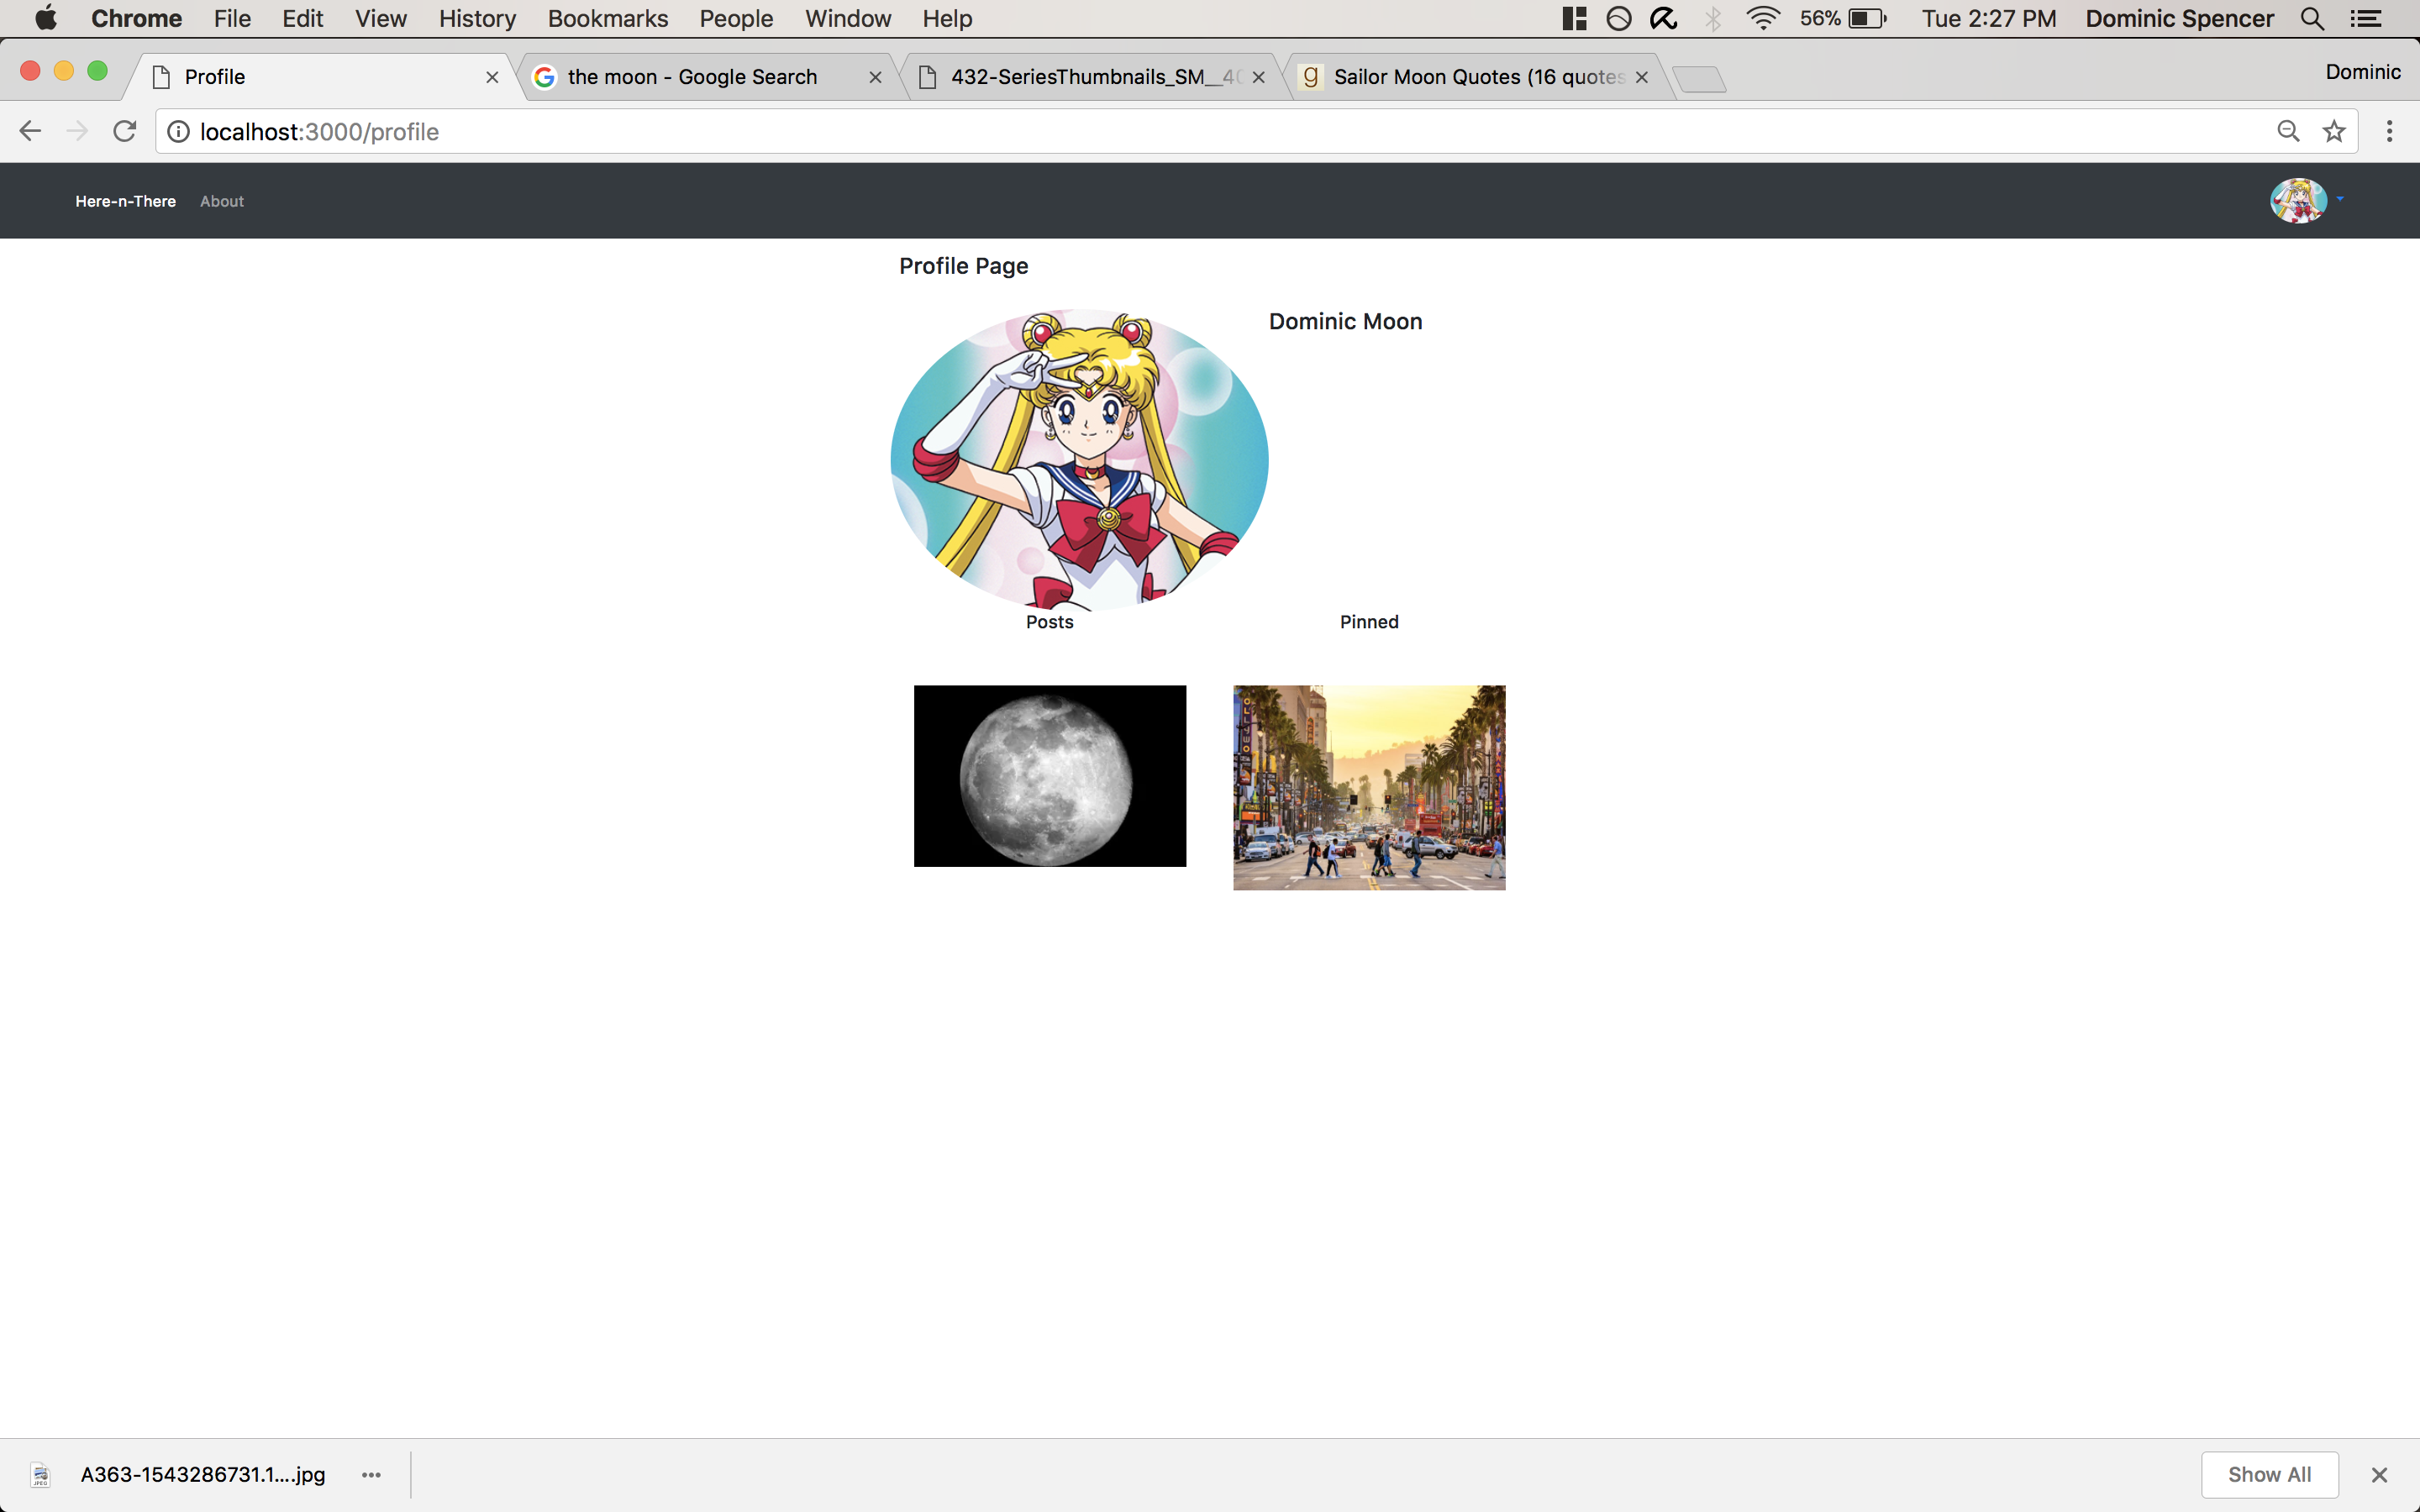 Chrome File Edit View History Bookmarks People Window Help 56% Tue 2:27 PM Dominic Spencer
Profile the moon - Google Search 432-SeriesThumbnails_SM__40 Sailor Moon Quotes (16 quotes Dominic
localhost:3000/profile
Here-n-There About
Profile Page
Dominic Moon
Posts Pinned
A363-1543286731.1....jpg Show All